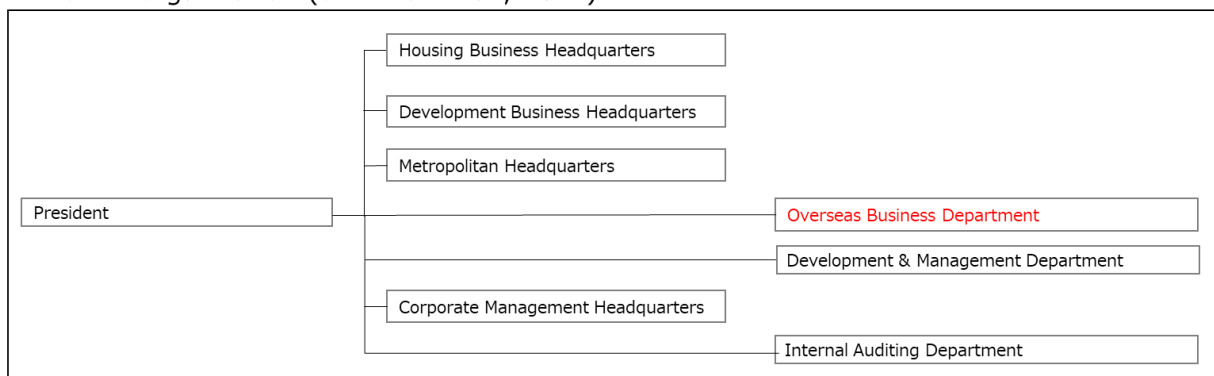 Housing Business Headquarters
Development Business Headquarters
Metropolitan Headquarters
President
Overseas Business Department
Development & Management Department
Corporate Management Headquarters
Internal Auditing Department